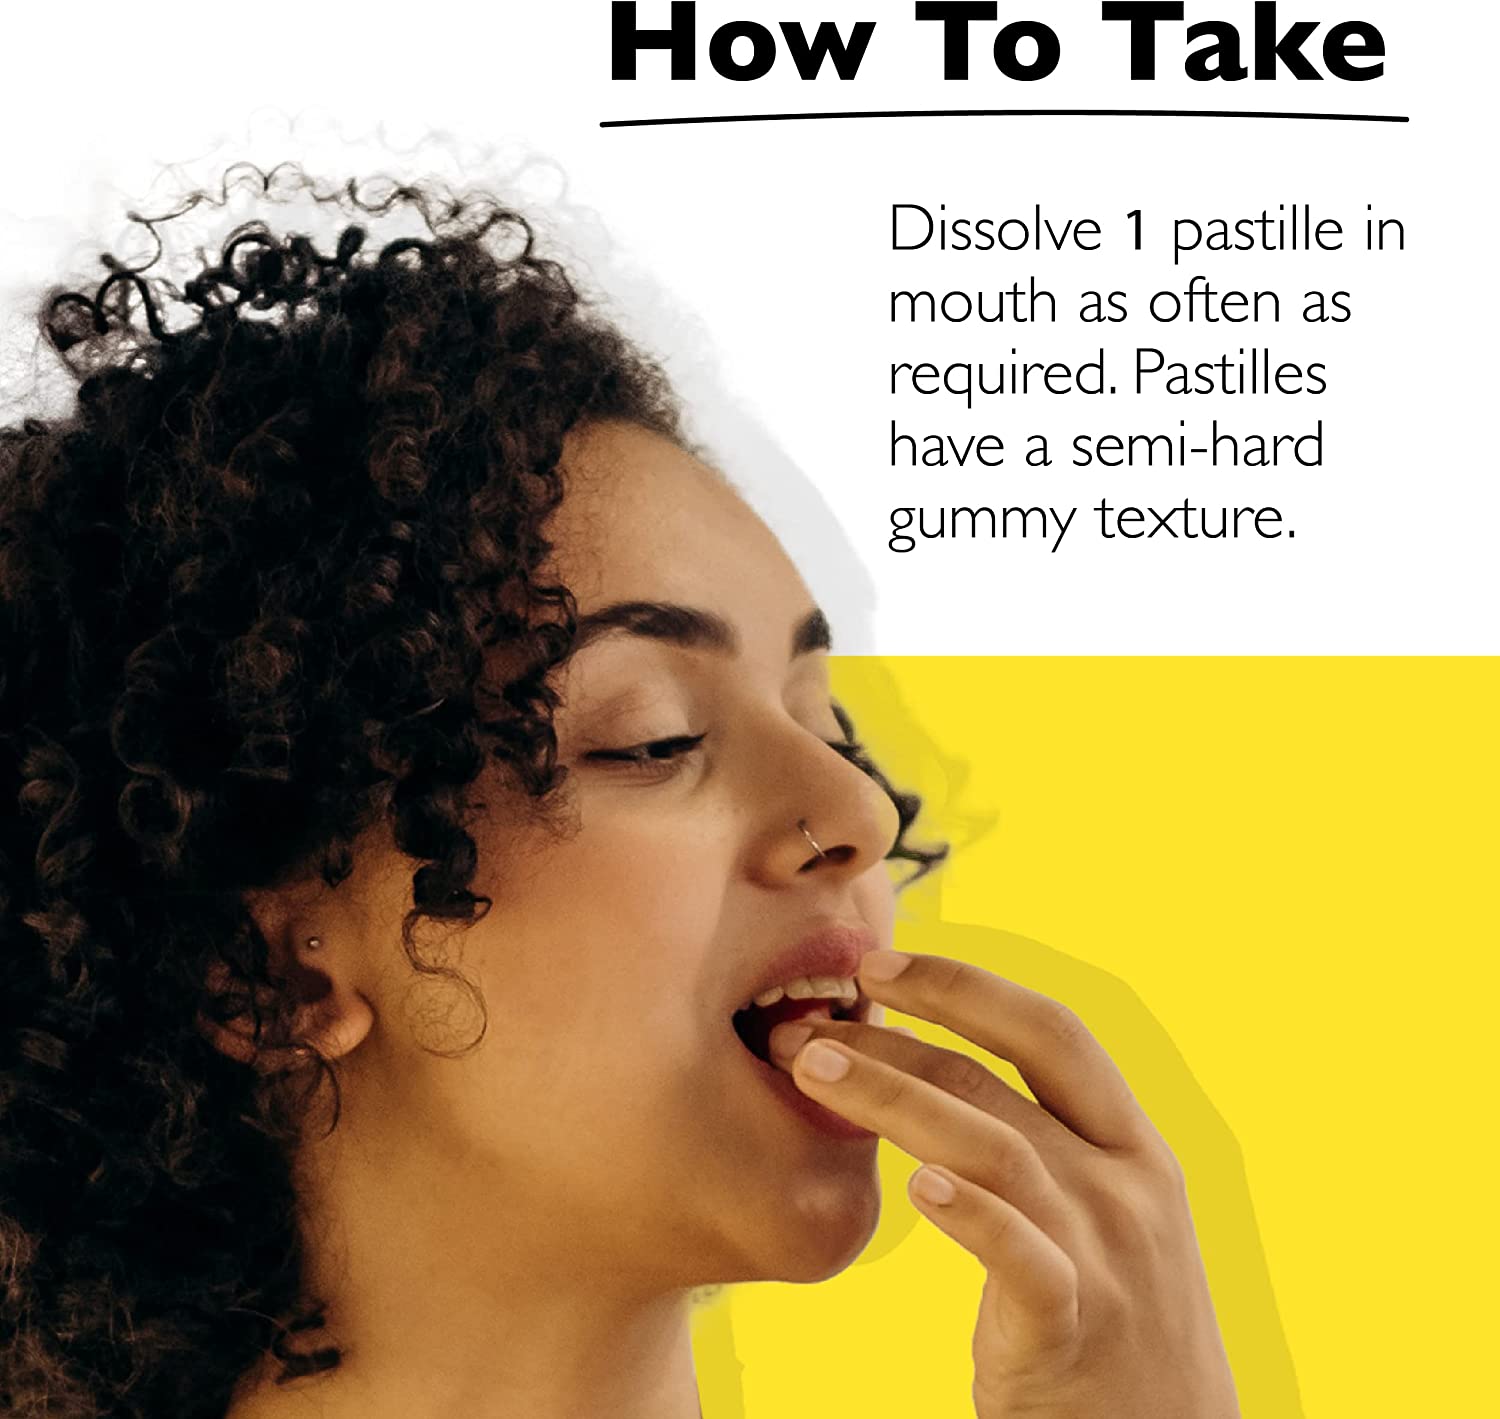 How To Take
Dissolve 1 pastille in
mouth as often as
required. Pastilles
have a semi-hard
gummy texture.